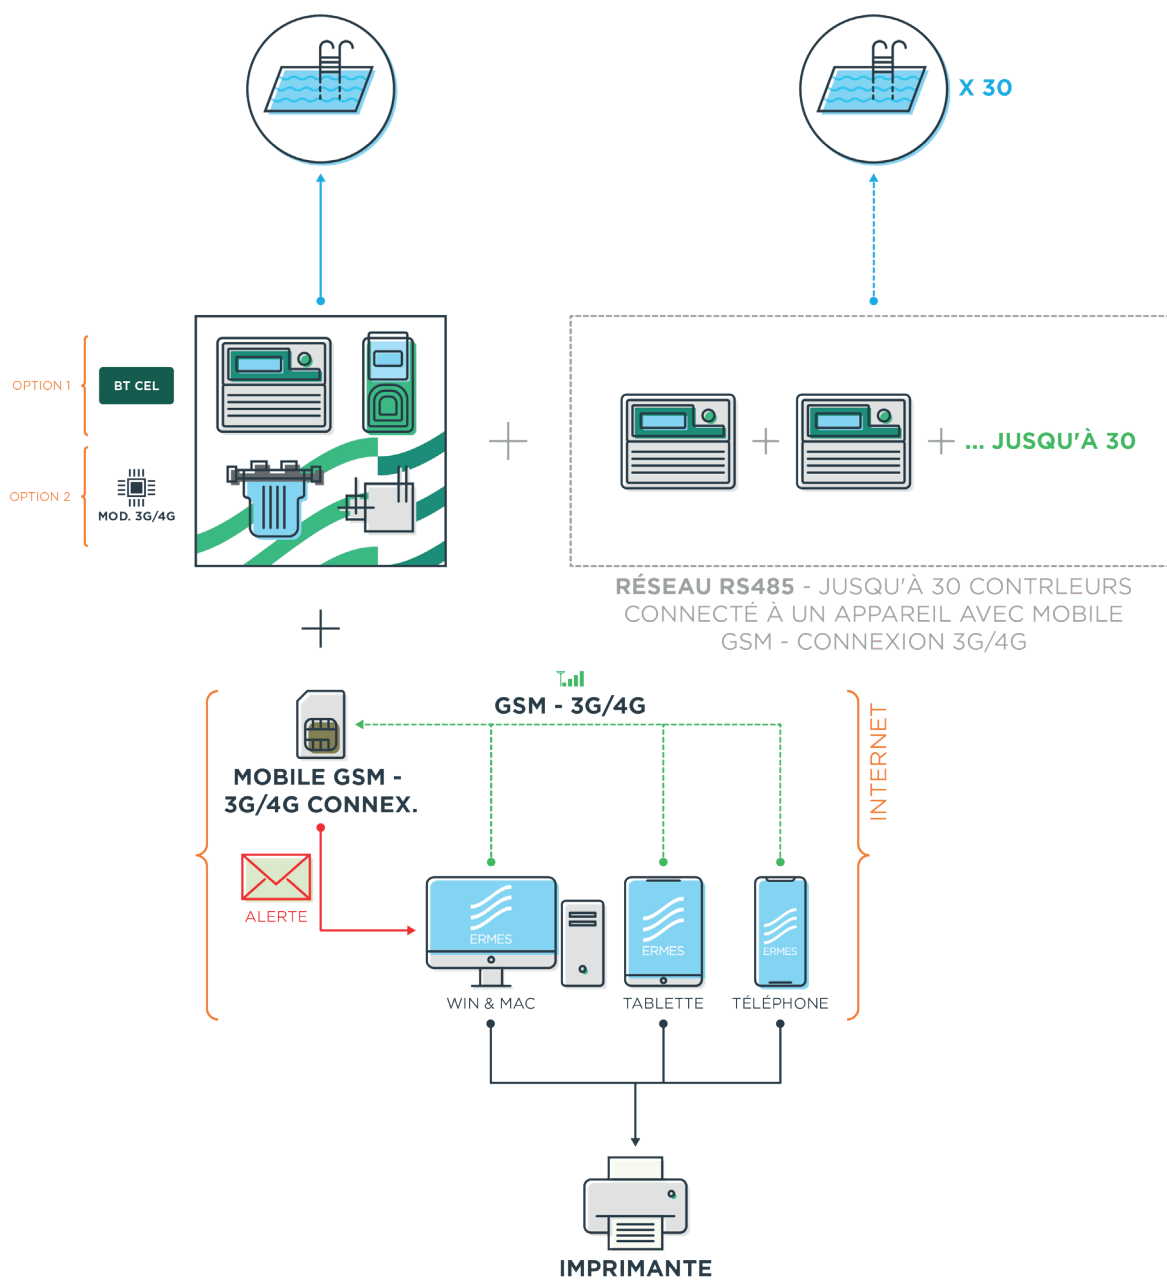 X 30
OPTION 1
BT CEL
OPTION 2
MOD. 3G/4G
... JUSQU'À 30
RÉSEAU RS485 - JUSQU'À 30 CONTRLEURS
CONNECTÉ À UN APPAREIL AVEC MOBILE
GSM - CONNEXION 3G/4G
GSM - 3G/4G
MOBILE GSM -
3G/4G CONNEX.
INTERNET
ALERTE
ERMES
ERMES
ERMES
WIN & MAC
TABLETTE
TÉLÉPHONE
IMPRIMANTE